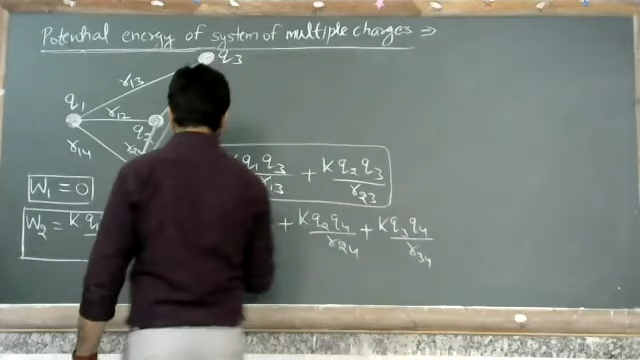 Potential energy of system of multiple charges ⇒
q3
r13
q1
r12
q2
r14
Kq1q3/r13 + Kq2q3/r23
W1 = 0
W2 = Kq1
+ Kq2q4/r24 + Kq3q4/r34